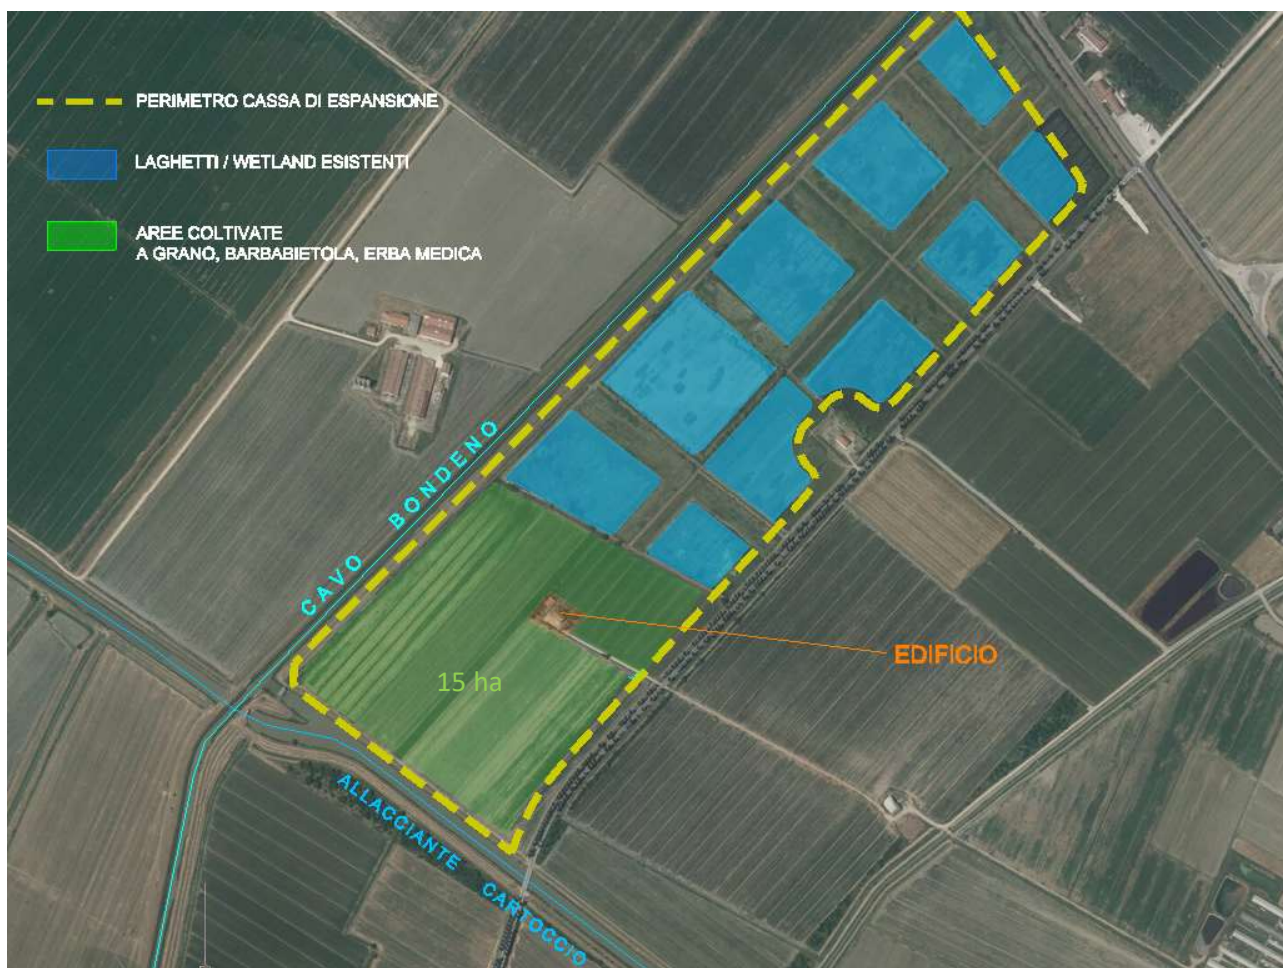 PERIMETRO CASSA DI ESPANSIONE
LAGHETTI / WETLAND ESISTENTI
AREE COLTIVATE
A GRANO, BARBABIETOLA, ERBA MEDICA
CAVO BONDENO
EDIFICIO
15 ha
ALLACCIANTE CARTOCCIO